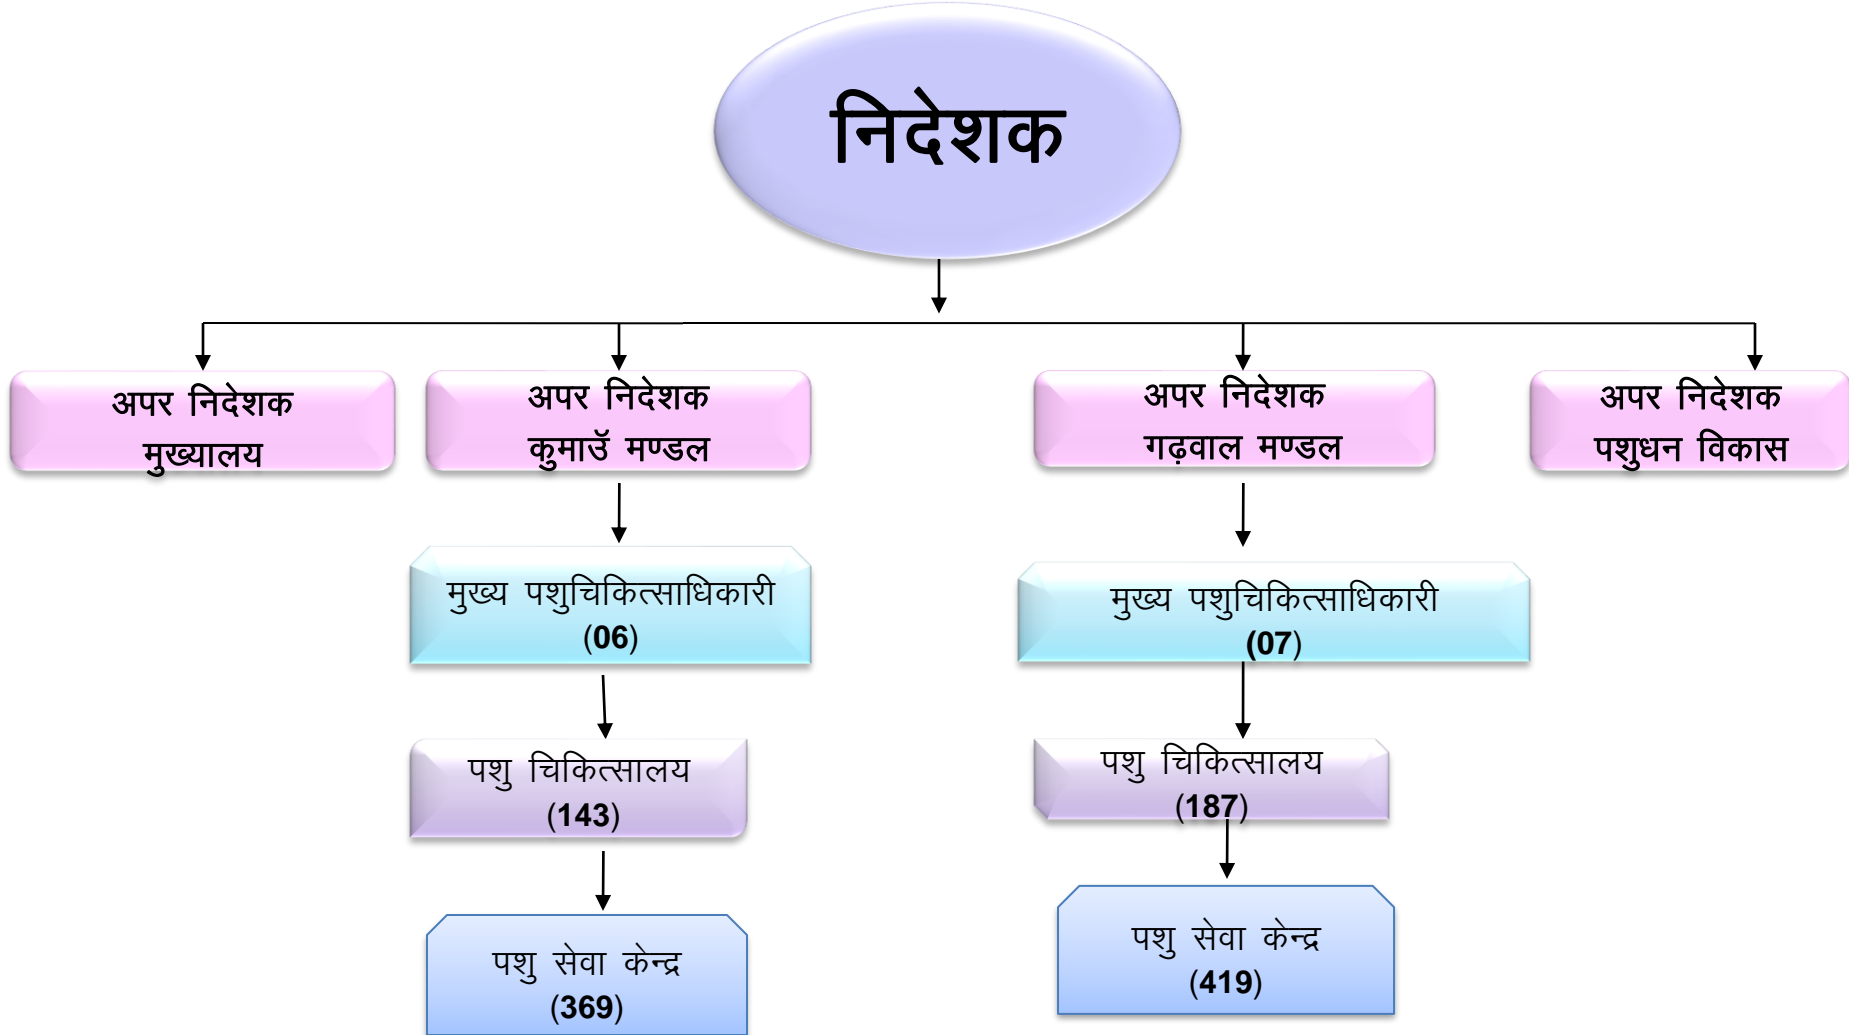 निदेशक
अपर निदेशक
मुख्यालय
अपर निदेशक
कुमाउॅ मण्डल
अपर निदेशक
गढ़वाल मण्डल
अपर निदेशक
पशुधन विकास
मुख्य पशुचिकित्साधिकारी
(06)
मुख्य पशुचिकित्साधिकारी
(07)
पशु चिकित्सालय
(143)
पशु चिकित्सालय
(187)
पशु सेवा केन्द्र
(369)
पशु सेवा केन्द्र
(419)